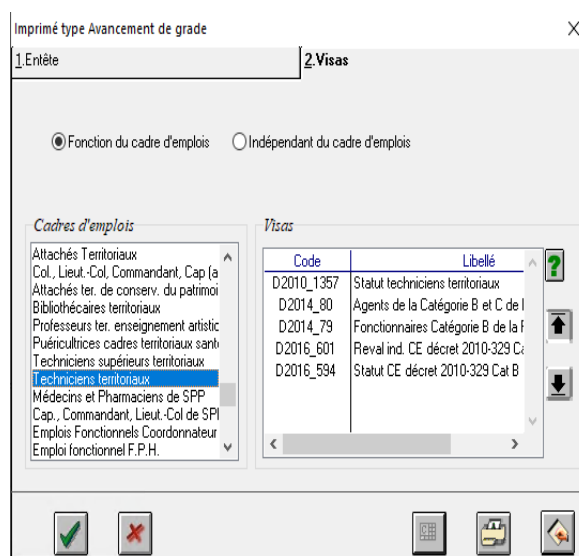 Imprimé type Avancement de grade
1.Entête
2.Visas
Fonction du cadre d'emplois
Indépendant du cadre d'emplois
Cadres d'emplois
Attachés Territoriaux
Col., Lieut.-Col, Commandant, Cap (a
Attachés ter. de conserv. du patrimoi
Bibliothécaires territoriaux
Professeurs ter. enseignement artistic
Puéricultrices cadres territoriaux sant
Techniciens supérieurs territoriaux
Techniciens territoriaux
Médecins et Pharmaciens de SPP
Cap., Commandant, Lieut.-Col de SPI
Emplois Fonctionnels Coordonnateur
Emploi fonctionnel F.P.H.
Visas
Code Libellé
D2010_1357 Statut techniciens territoriaux
D2014_80 Agents de la Catégorie B et C de l
D2014_79 Fonctionnaires Catégorie B de la F
D2016_601 Reval ind. CE décret 2010-329 Ca
D2016_594 Statut CE décret 2010-329 Cat B